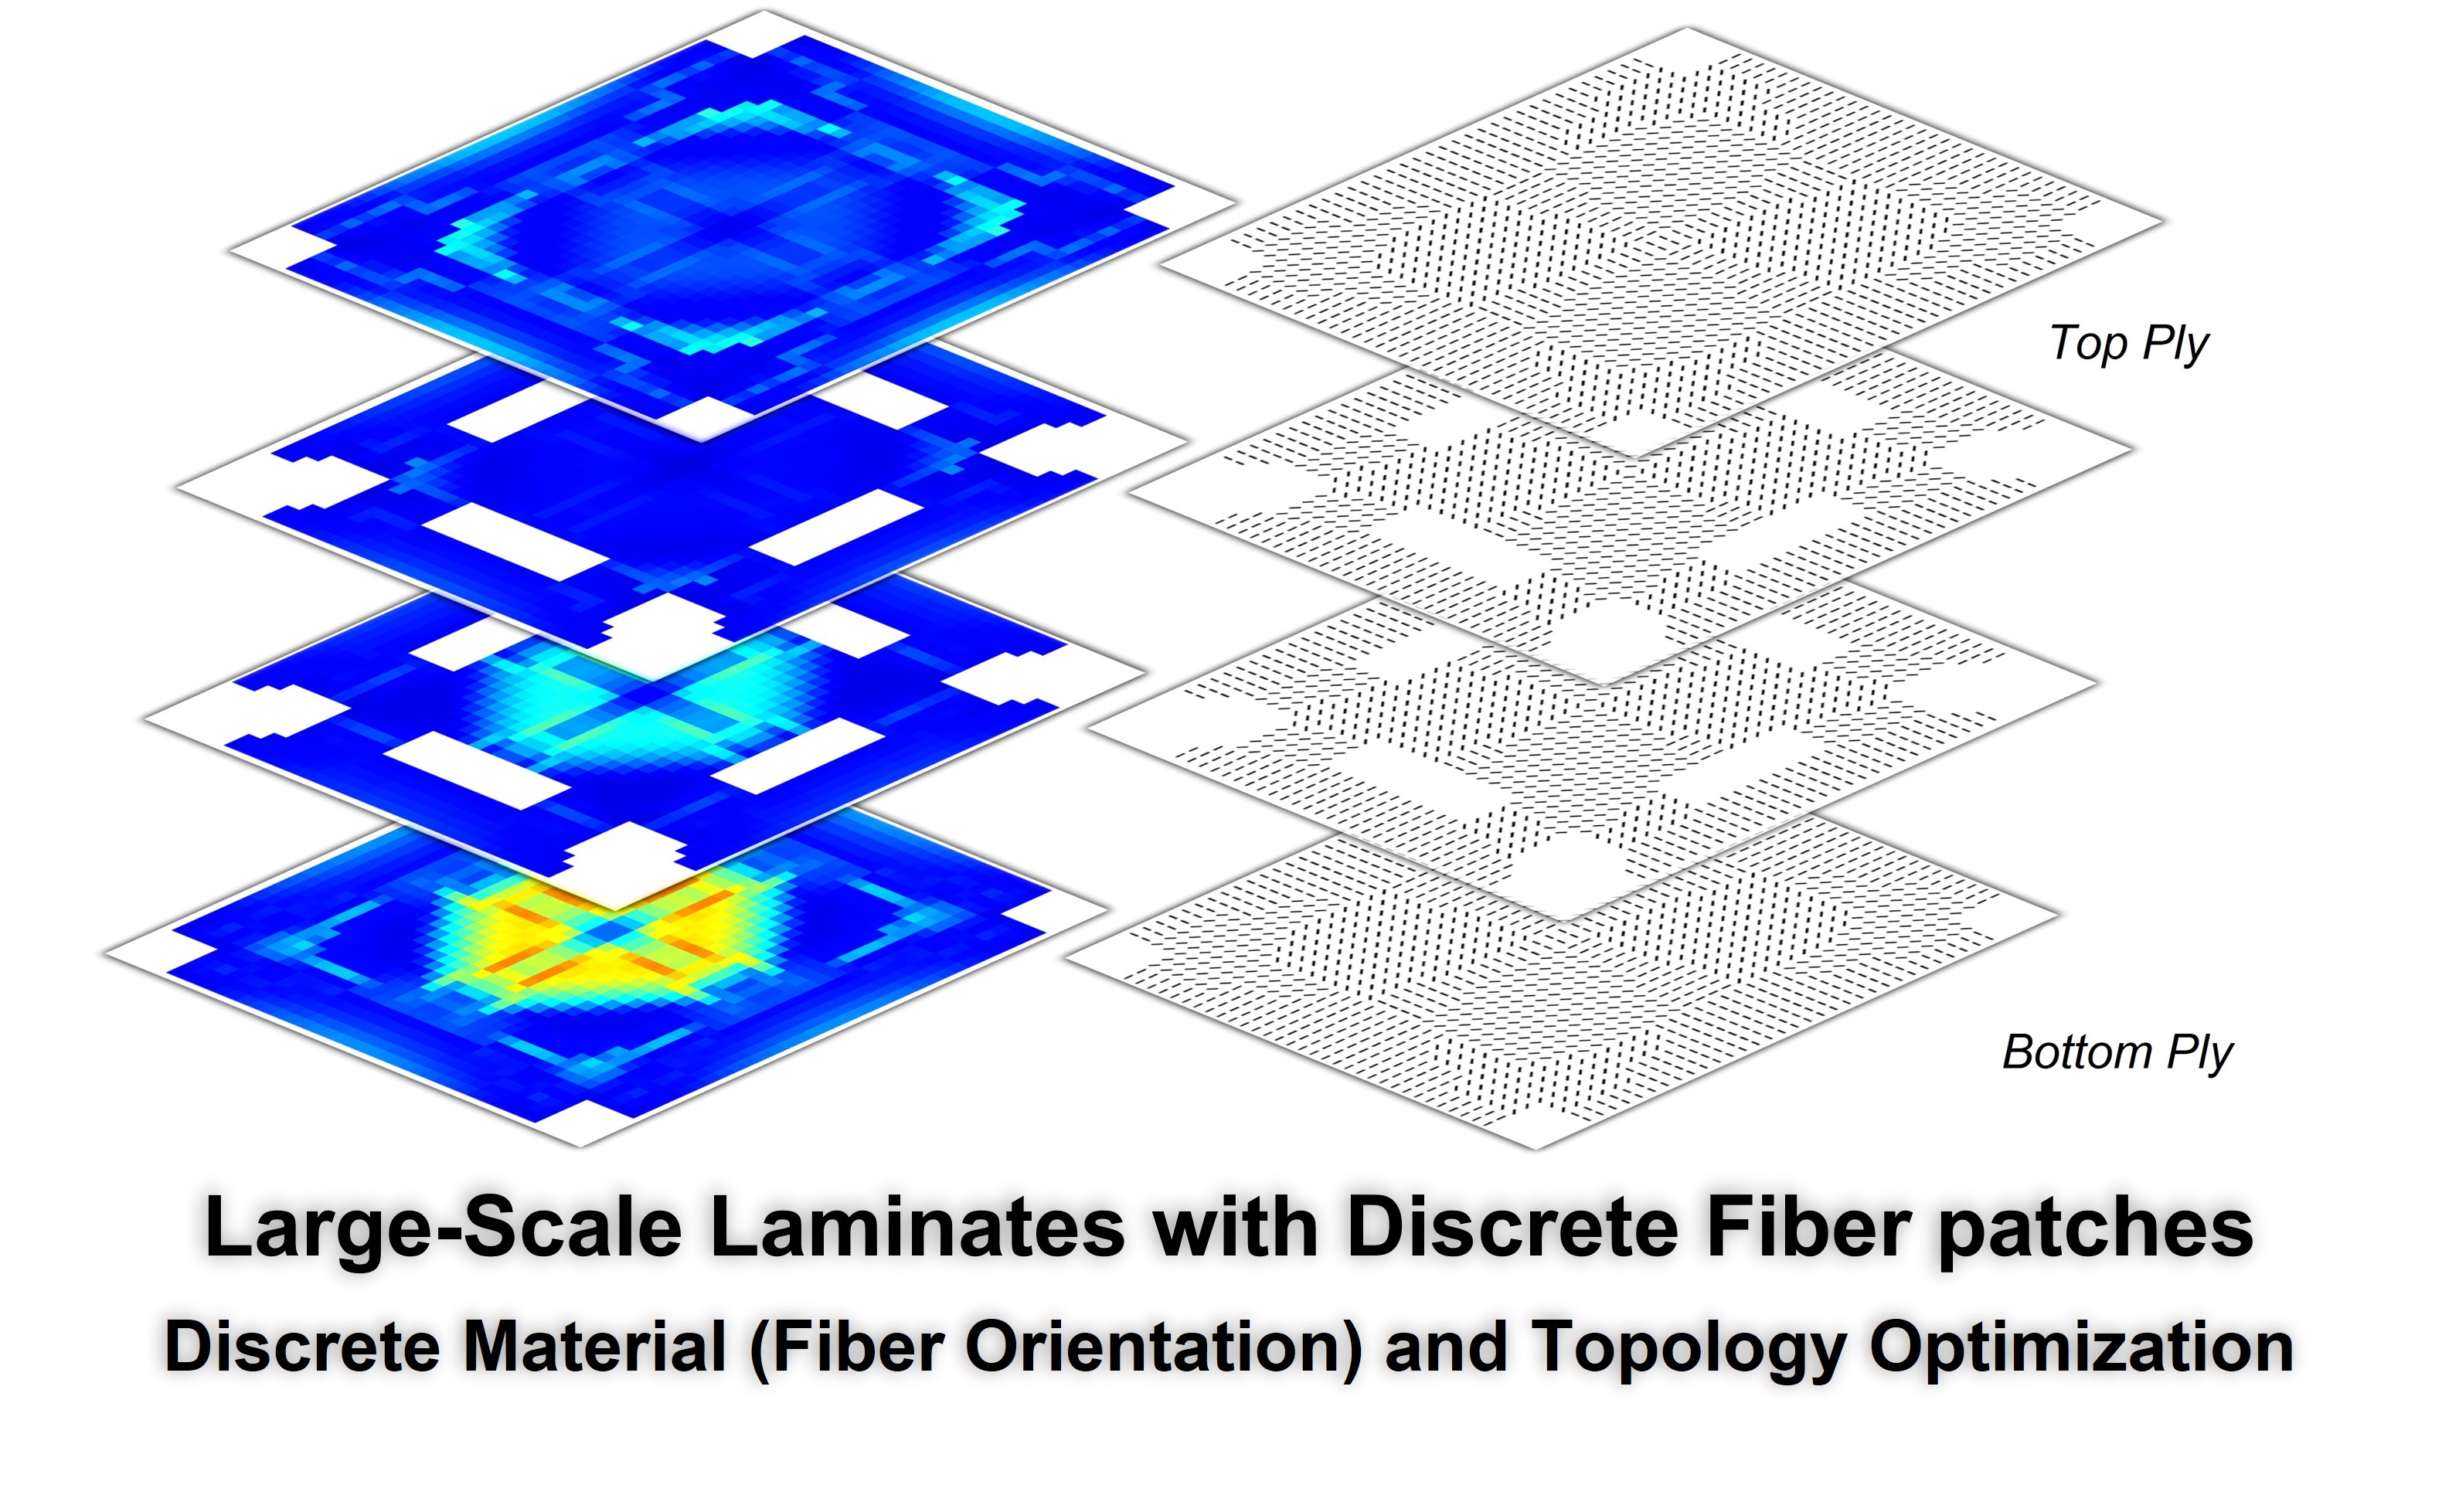 Top Ply
Bottom Ply
Large-Scale Laminates with Discrete Fiber patches
Discrete Material (Fiber Orientation) and Topology Optimization